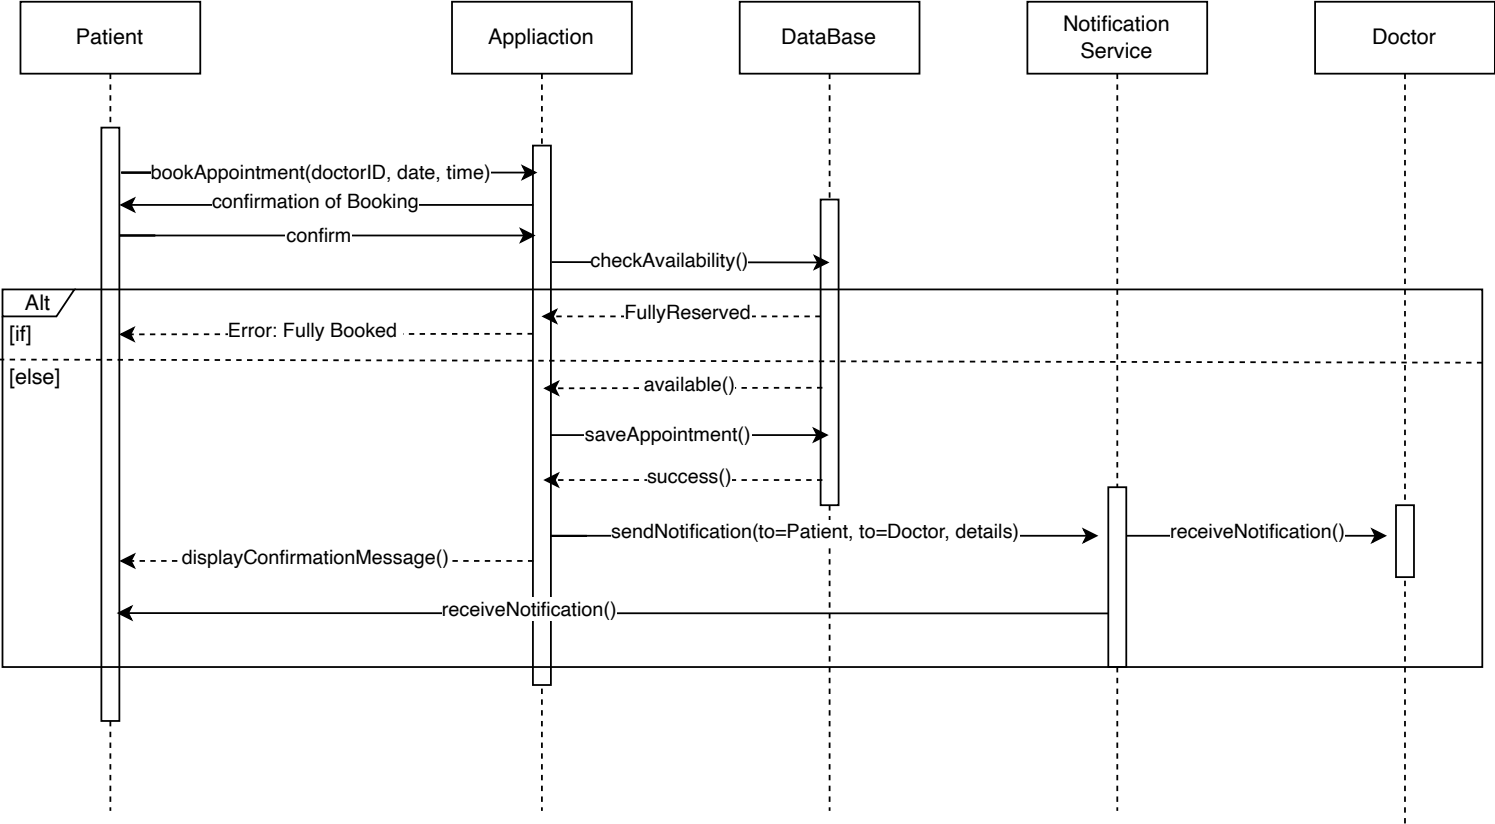 Patient
Appliaction
DataBase
Notification
Service
Doctor
bookAppointment(doctorID, date, time)
confirmation of Booking
confirm
checkAvailability()
Alt
FullyReserved
[if]
Error: Fully Booked
[else]
available()
saveAppointment()
success()
sendNotification(to=Patient, to=Doctor, details)
receiveNotification()
displayConfirmationMessage()
receiveNotification()